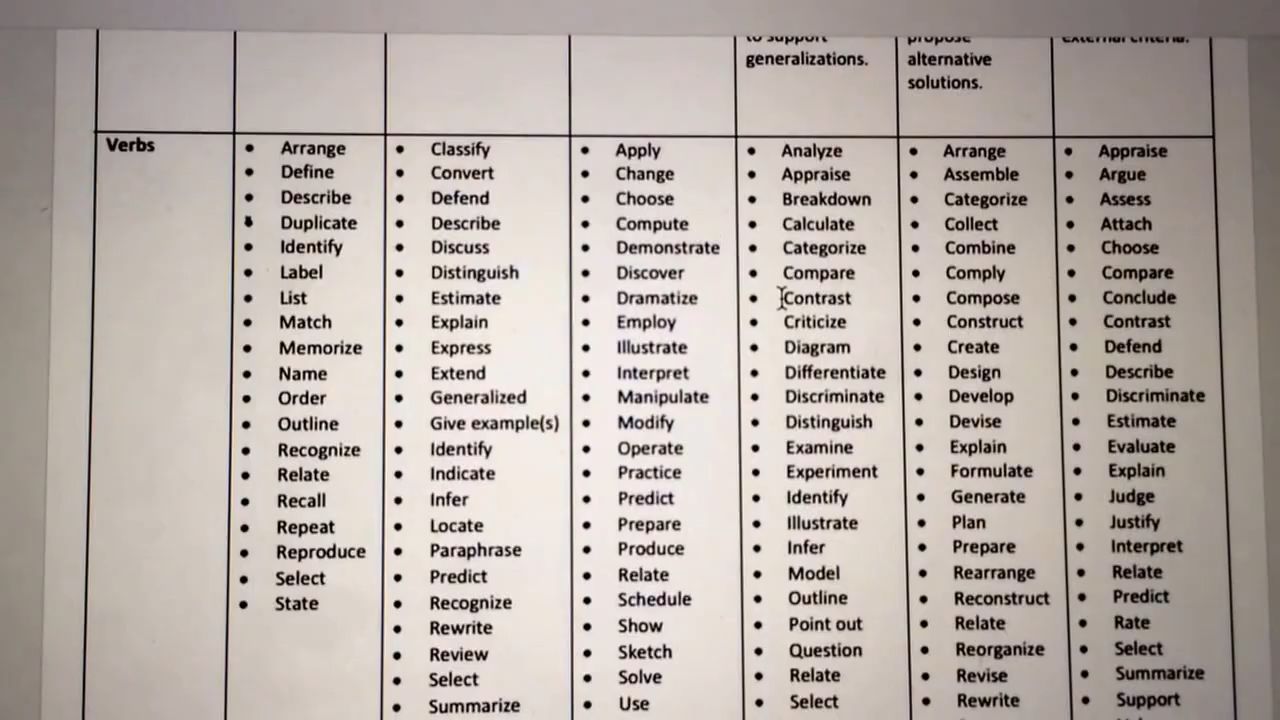 to support
generalizations.
propose
alternative
solutions.
external criteria.
Verbs
• Arrange
• Define
• Describe
• Duplicate
• Identify
• Label
• List
• Match
• Memorize
• Name
• Order
• Outline
• Recognize
• Relate
• Recall
• Repeat
• Reproduce
• Select
• State
• Classify
• Convert
• Defend
• Describe
• Discuss
• Distinguish
• Estimate
• Explain
• Express
• Extend
• Generalized
• Give example(s)
• Identify
• Indicate
• Infer
• Locate
• Paraphrase
• Predict
• Recognize
• Rewrite
• Review
• Select
• Summarize
• Apply
• Change
• Choose
• Compute
• Demonstrate
• Discover
• Dramatize
• Employ
• Illustrate
• Interpret
• Manipulate
• Modify
• Operate
• Practice
• Predict
• Prepare
• Produce
• Relate
• Schedule
• Show
• Sketch
• Solve
• Use
• Analyze
• Appraise
• Breakdown
• Calculate
• Categorize
• Compare
• Contrast
• Criticize
• Diagram
• Differentiate
• Discriminate
• Distinguish
• Examine
• Experiment
• Identify
• Illustrate
• Infer
• Model
• Outline
• Point out
• Question
• Relate
• Select
• Arrange
• Assemble
• Categorize
• Collect
• Combine
• Comply
• Compose
• Construct
• Create
• Design
• Develop
• Devise
• Explain
• Formulate
• Generate
• Plan
• Prepare
• Rearrange
• Reconstruct
• Relate
• Reorganize
• Revise
• Rewrite
• Appraise
• Argue
• Assess
• Attach
• Choose
• Compare
• Conclude
• Contrast
• Defend
• Describe
• Discriminate
• Estimate
• Evaluate
• Explain
• Judge
• Justify
• Interpret
• Relate
• Predict
• Rate
• Select
• Summarize
• Support